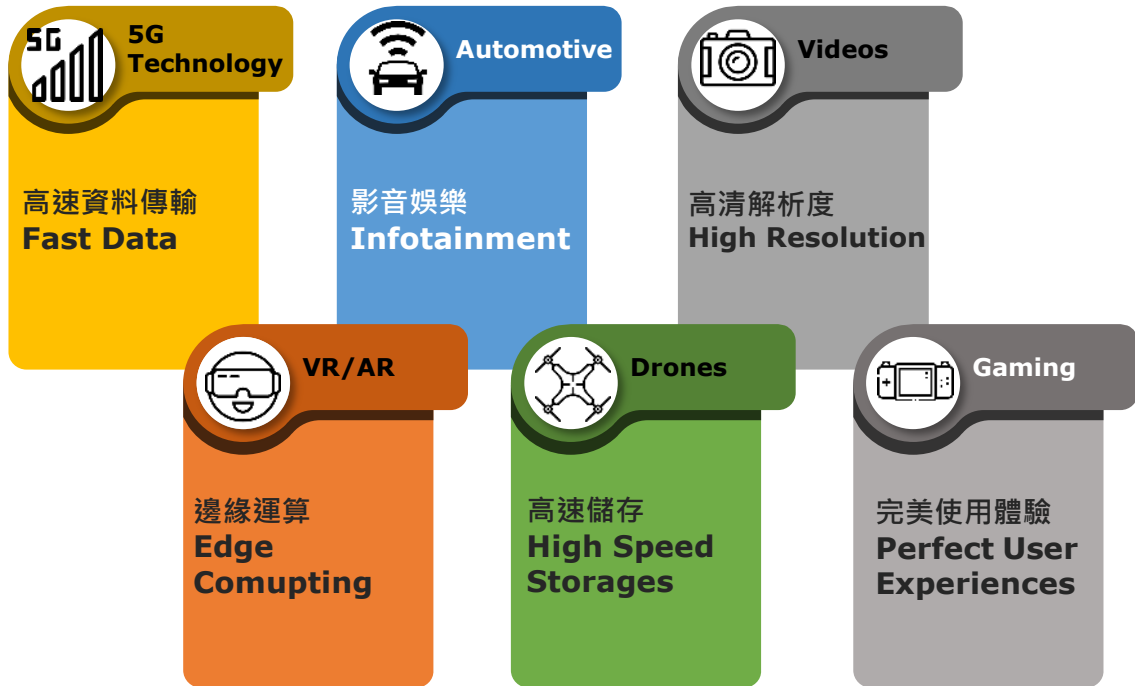 5G
5G
Technology
高速資料傳輸
Fast Data
Automotive
影音娛樂
Infotainment
Videos
高清解析度
High Resolution
VR/AR
邊緣運算
Edge
Comupting
Drones
高速儲存
High Speed
Storages
Gaming
完美使用體驗
Perfect User
Experiences